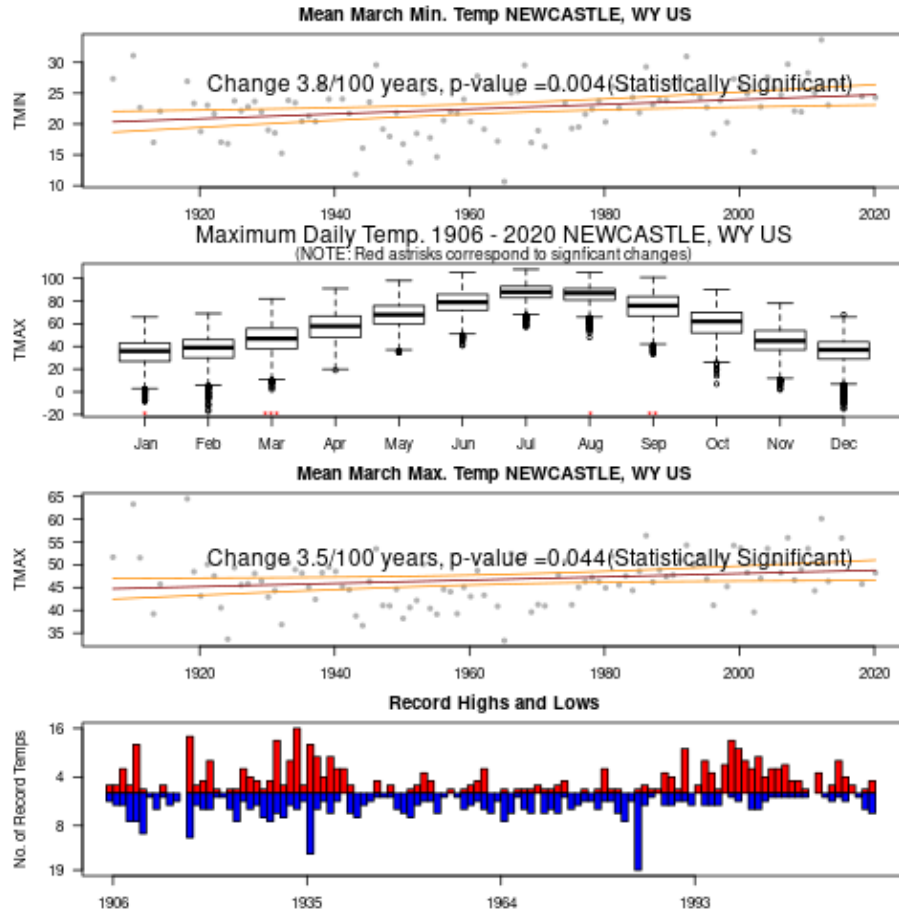 Mean March Min. Temp NEWCASTLE, WY US
TMIN
30
25
20
15
10
Change 3.8/100 years, p-value =0.004(Statistically Significant)
1920 1940 1960 1980 2000 2020
Maximum Daily Temp. 1906 - 2020 NEWCASTLE, WY US
(NOTE: Red astrisks correspond to signficant changes)
TMAX
100
80
60
40
20
0
-20
Jan Feb Mar Apr May Jun Jul Aug Sep Oct Nov Dec
Mean March Max. Temp NEWCASTLE, WY US
TMAX
65
60
55
50
45
40
35
Change 3.5/100 years, p-value =0.044(Statistically Significant)
1920 1940 1960 1980 2000 2020
Record Highs and Lows
No. of Record Temps
16
4
8
19
1906 1935 1964 1993